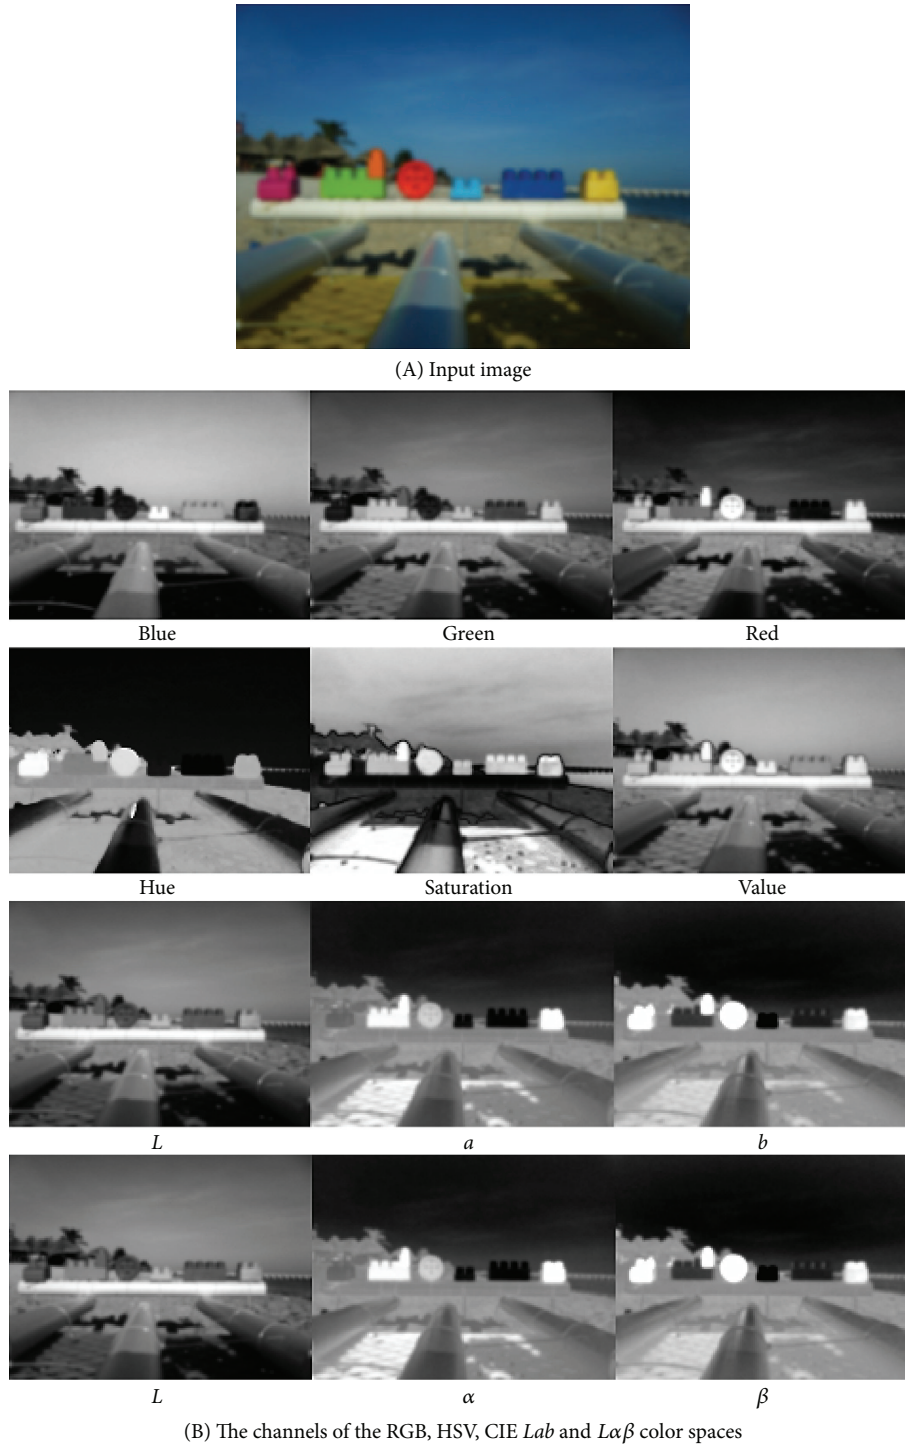 (A) Input image
Blue
Green
Red
Hue
Saturation
Value
L
a
b
L
α
β
(B) The channels of the RGB, HSV, CIE Lab and Lαβ color spaces